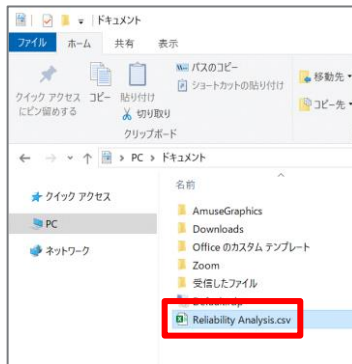 ドキュメント
ファイル ホーム 共有 表示
クイック アクセス にピン留めする
コピー
貼り付け
パスのコピー
ショートカットの貼り付け
切り取り
移動先
コピー先
クリップボード
PC > ドキュメント
クイック アクセス
PC
ネットワーク
名前
AmuseGraphics
Downloads
Office のカスタム テンプレート
Zoom
受信したファイル
Reliability Analysis.csv